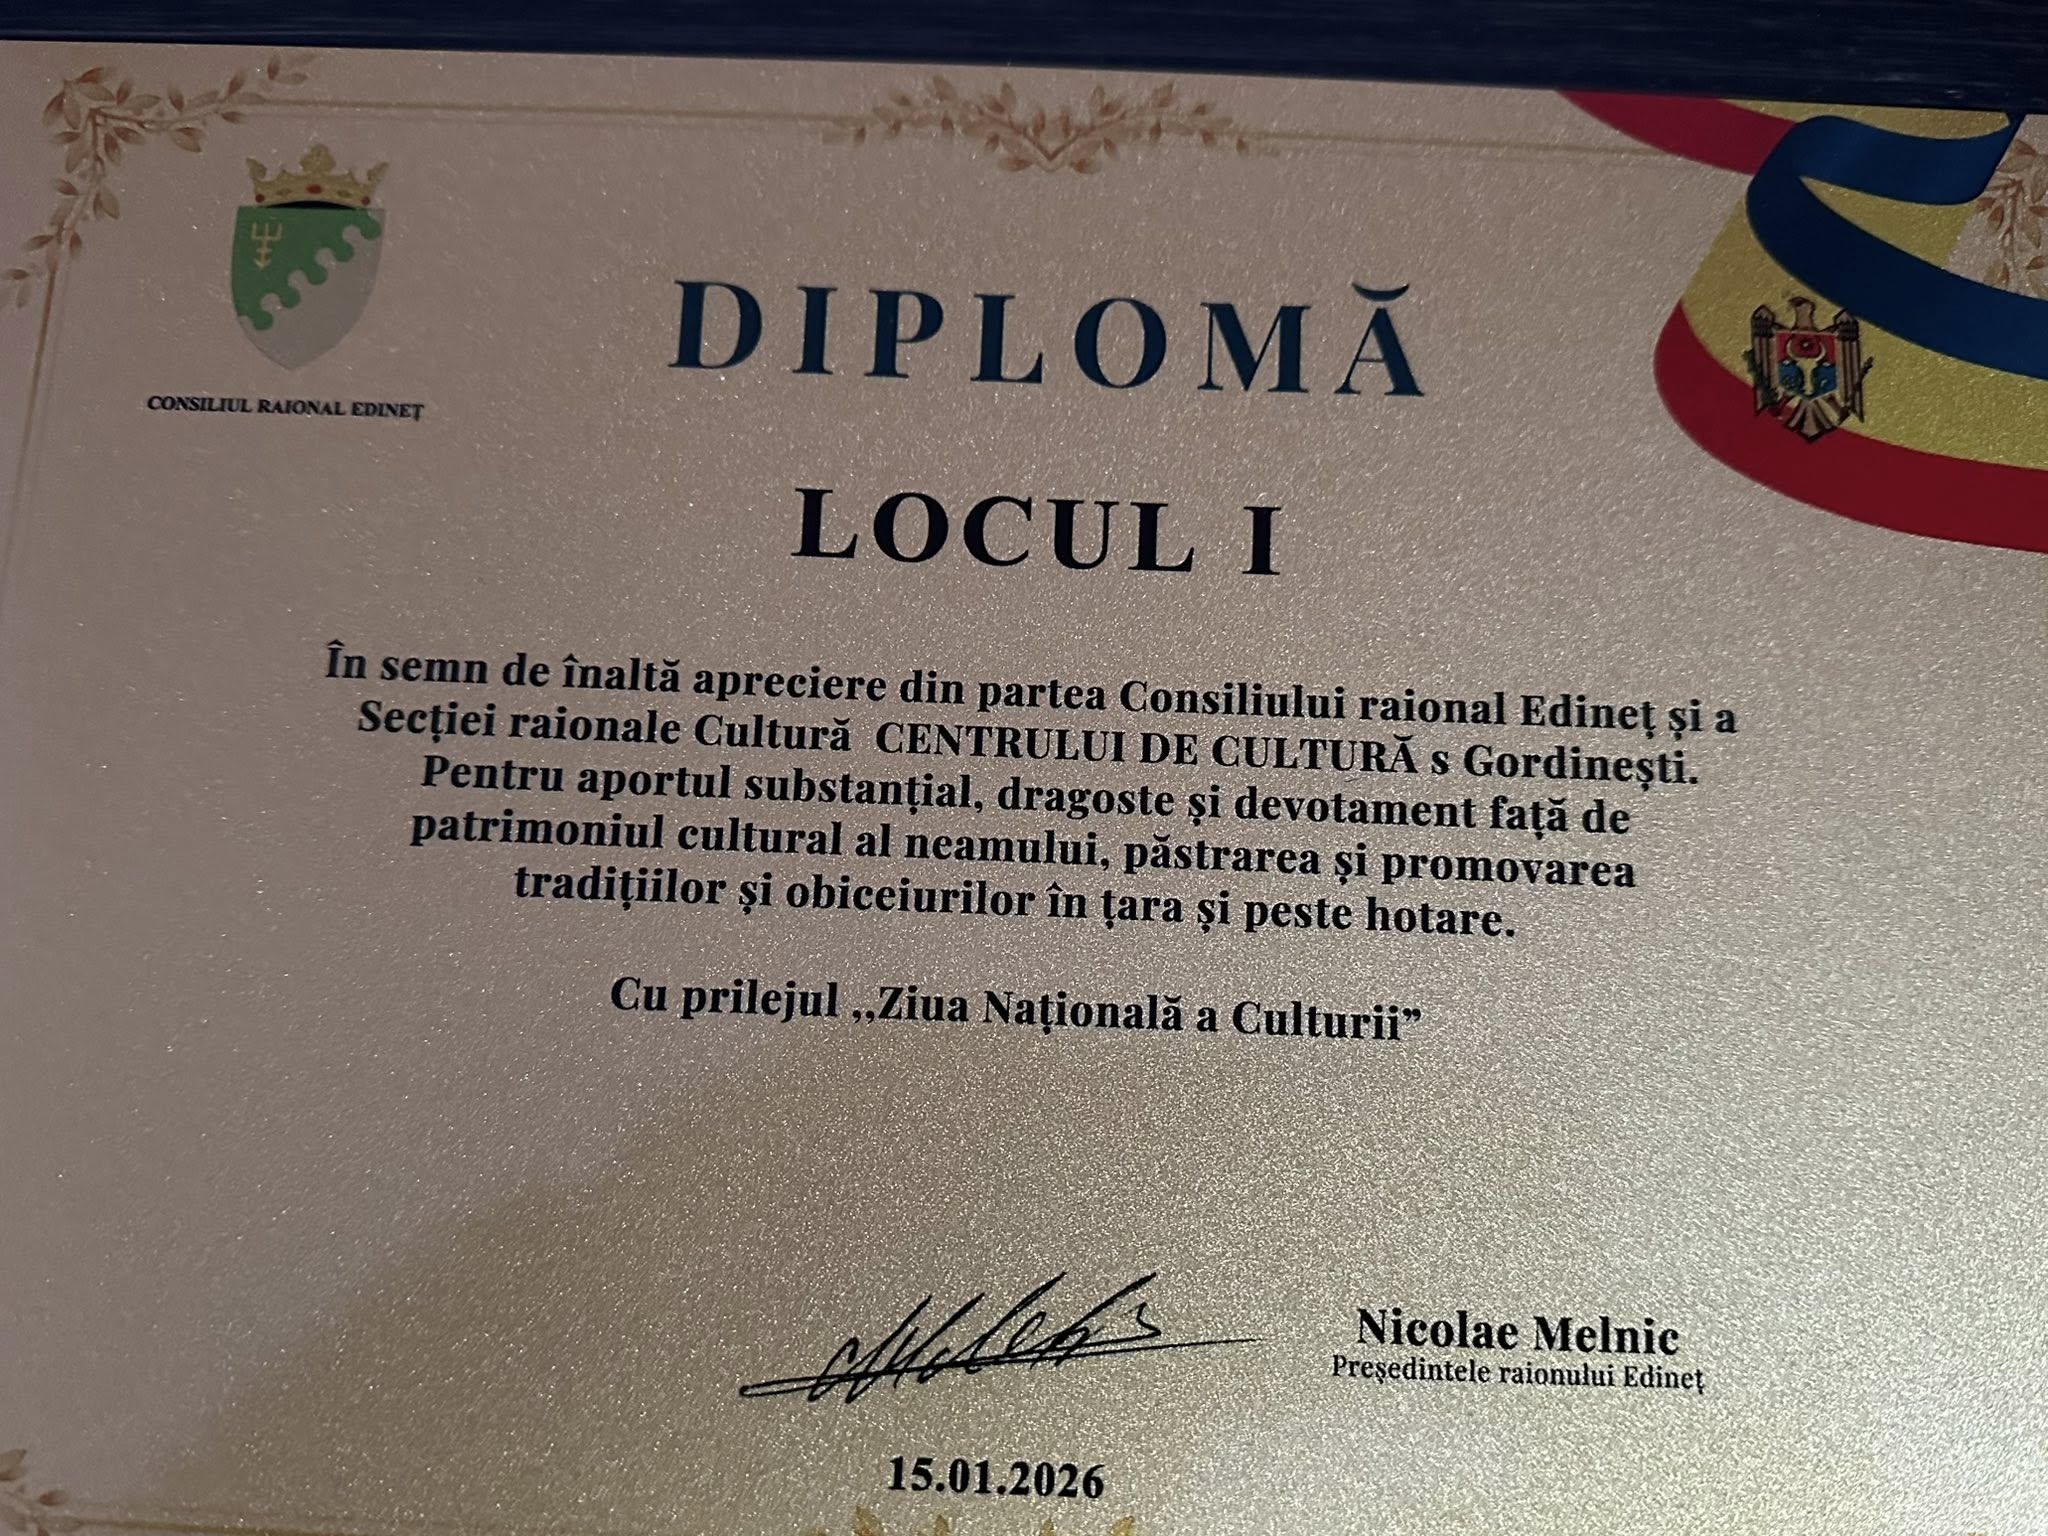 CONSILIUL RAIONAL EDINEȚ
DIPLOMĂ
LOCUL I
În semn de înaltă apreciere din partea Consiliului raional Edineț și a
Secției raionale Cultură CENTRULUI DE CULTURĂ s Gordinești.
Pentru aportul substanțial, dragoste și devotament față de
patrimoniul cultural al neamului, păstrarea și promovarea
tradițiilor și obiceiurilor în țara și peste hotare.
Cu prilejul ,,Ziua Națională a Culturii”
Nicolae Melnic
Președintele raionului Edineț
15.01.2026